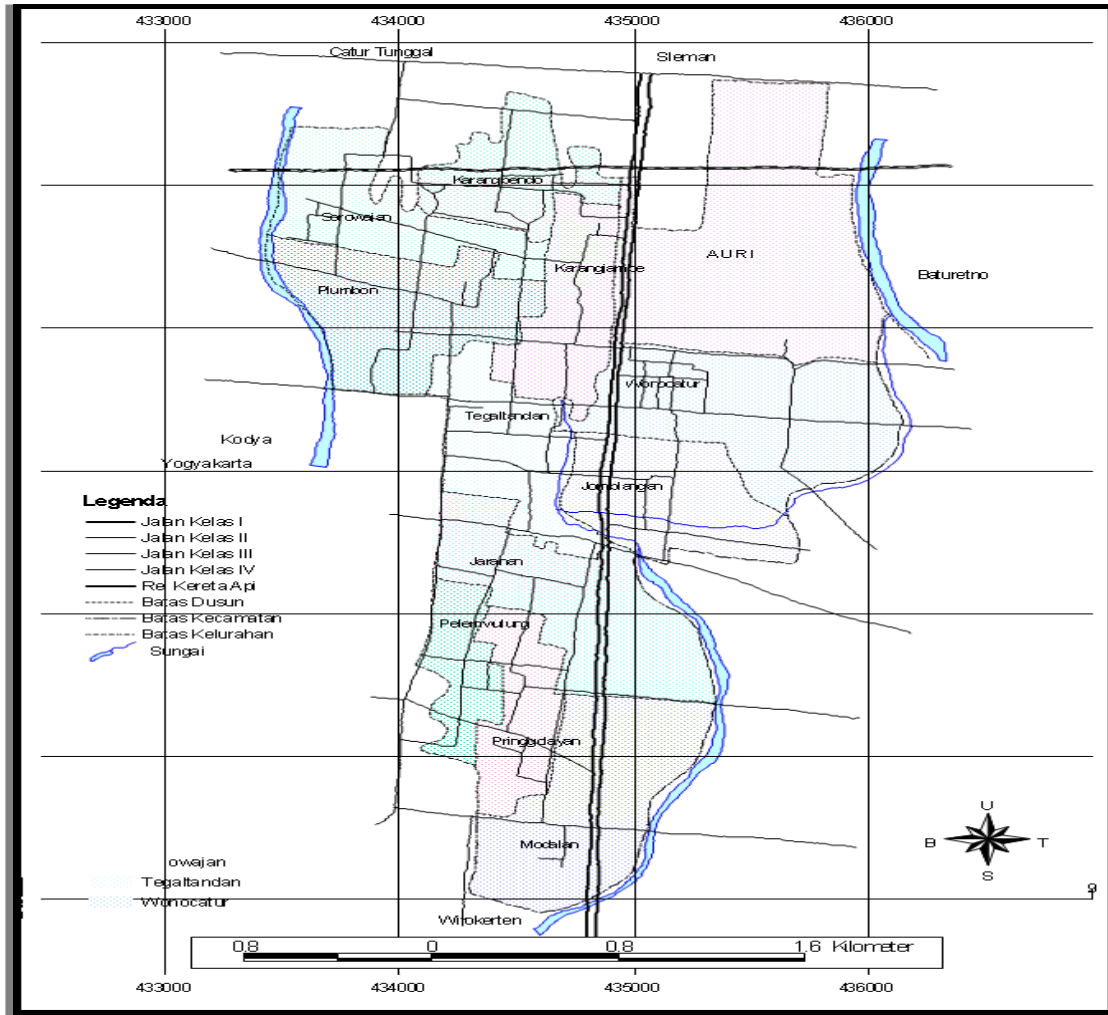 433000 434000 435000 436000
Catur Tunggal
Sleman
Karangbendo
Sorowajan
AURI
Karangjambe
Baturetno
Plumbon
Wonocatur
Tegaltandan
Kodya
Yogyakarta
Jomblangan
Legenda
Jalan Kelas I
Jalan Kelas II
Jalan Kelas III
Jalan Kelas IV
Rel Kereta Api
Batas Dusun
Batas Kecamatan
Batas Kelurahan
Sungai
Jaranan
Pelemwulung
Pringgolayan
U
B T
S
Modalan
owajan
Tegaltandan
Wonocatur
Wirokerten
0.8 0 0.8 1.6 Kilometer
433000 434000 435000 436000